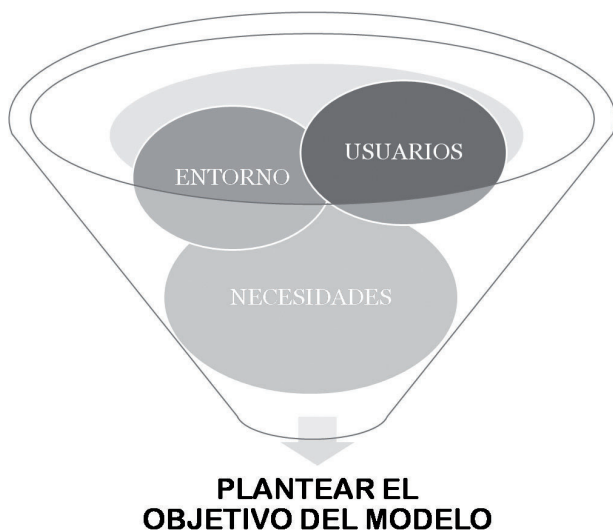 USUARIOS
ENTORNO
NECESIDADES
PLANTEAR EL
OBJETIVO DEL MODELO